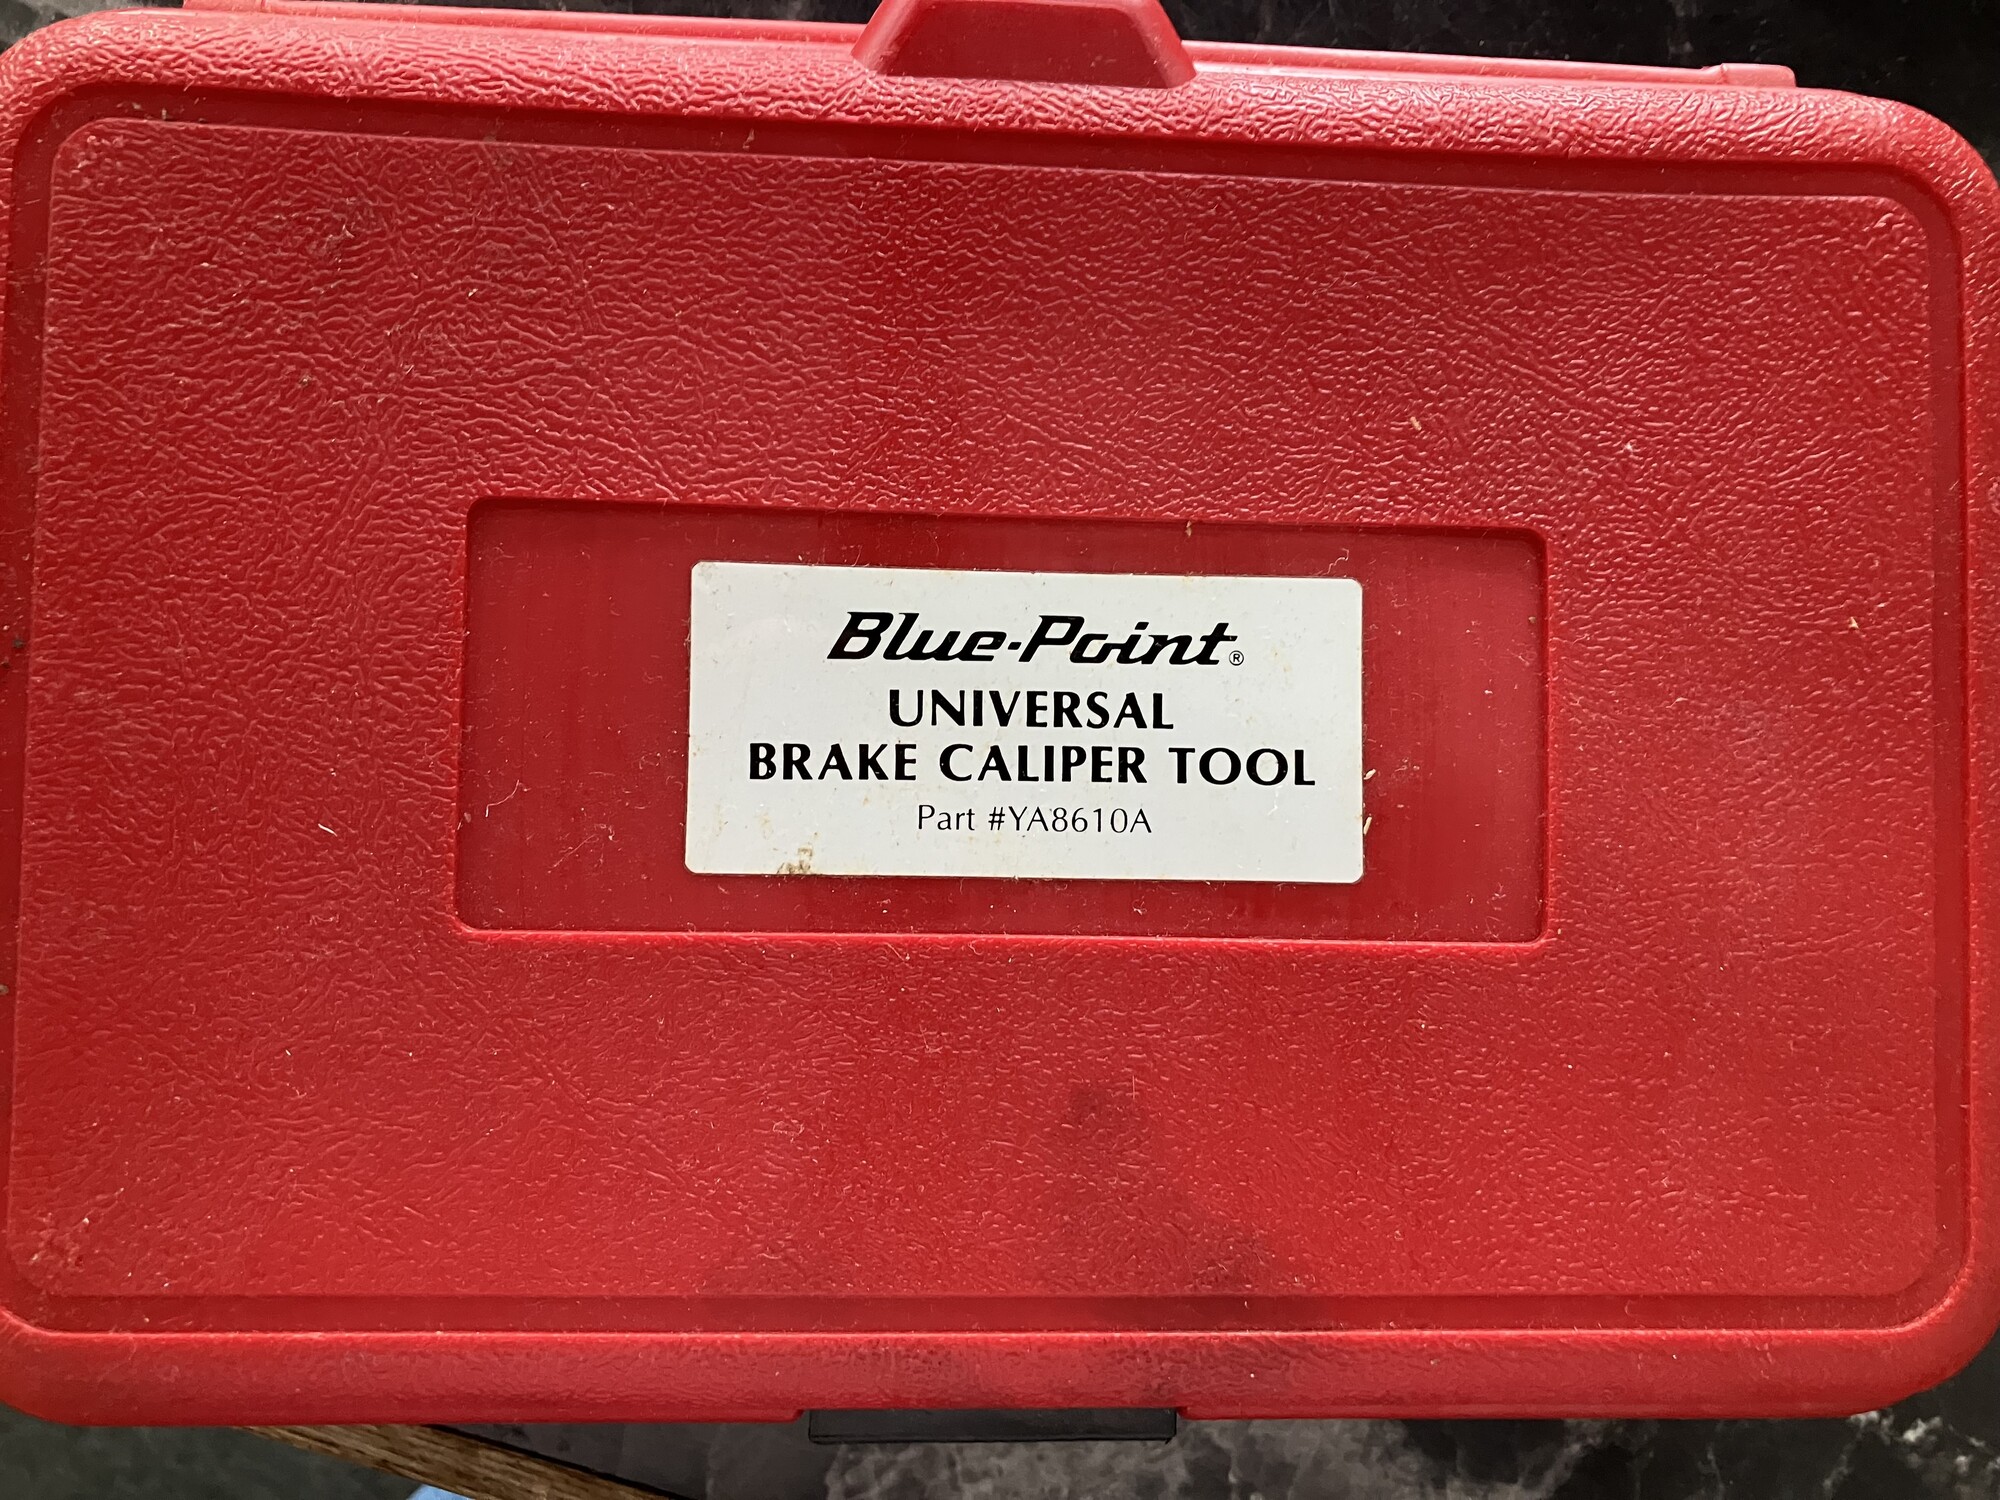 Blue-Point®
UNIVERSAL
BRAKE CALIPER TOOL
Part #YA8610A